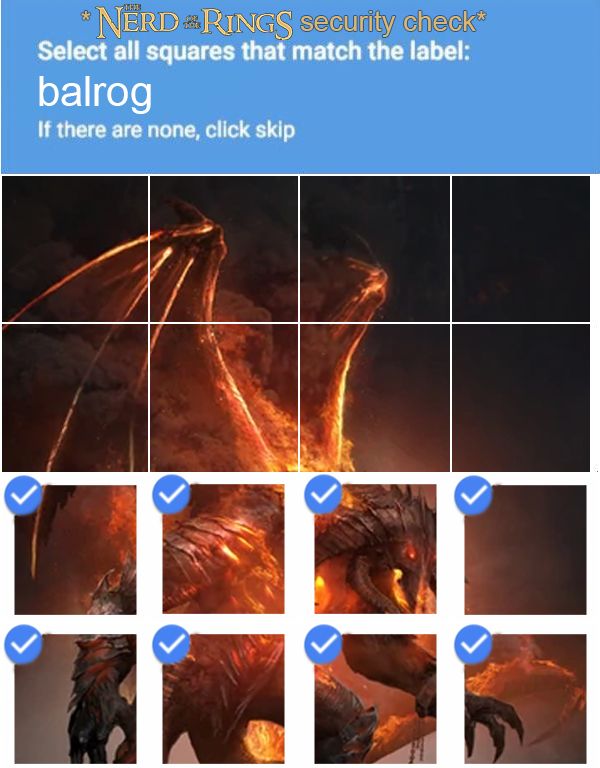 *THE NERD OF THE RINGS security check*
Select all squares that match the label:
balrog
If there are none, click skip